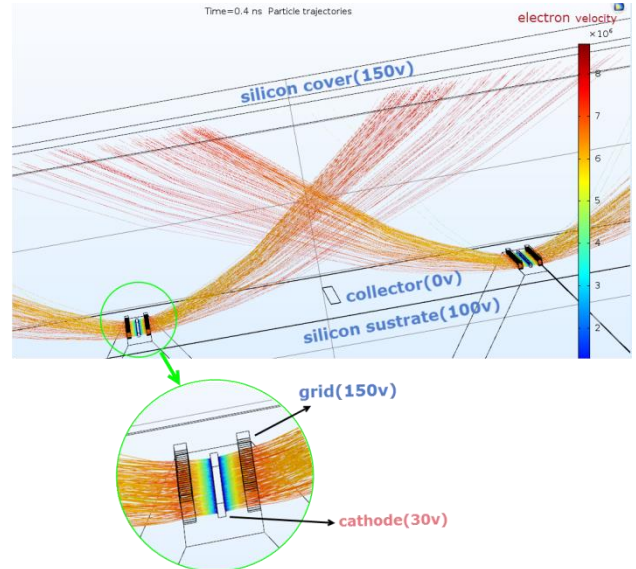 Time=0.4 ns Particle trajectories
electron velocity
×10⁶
8
7
6
5
4
3
2
silicon cover(150v)
collector(0v)
silicon sustrate(100v)
grid(150v)
cathode(30v)